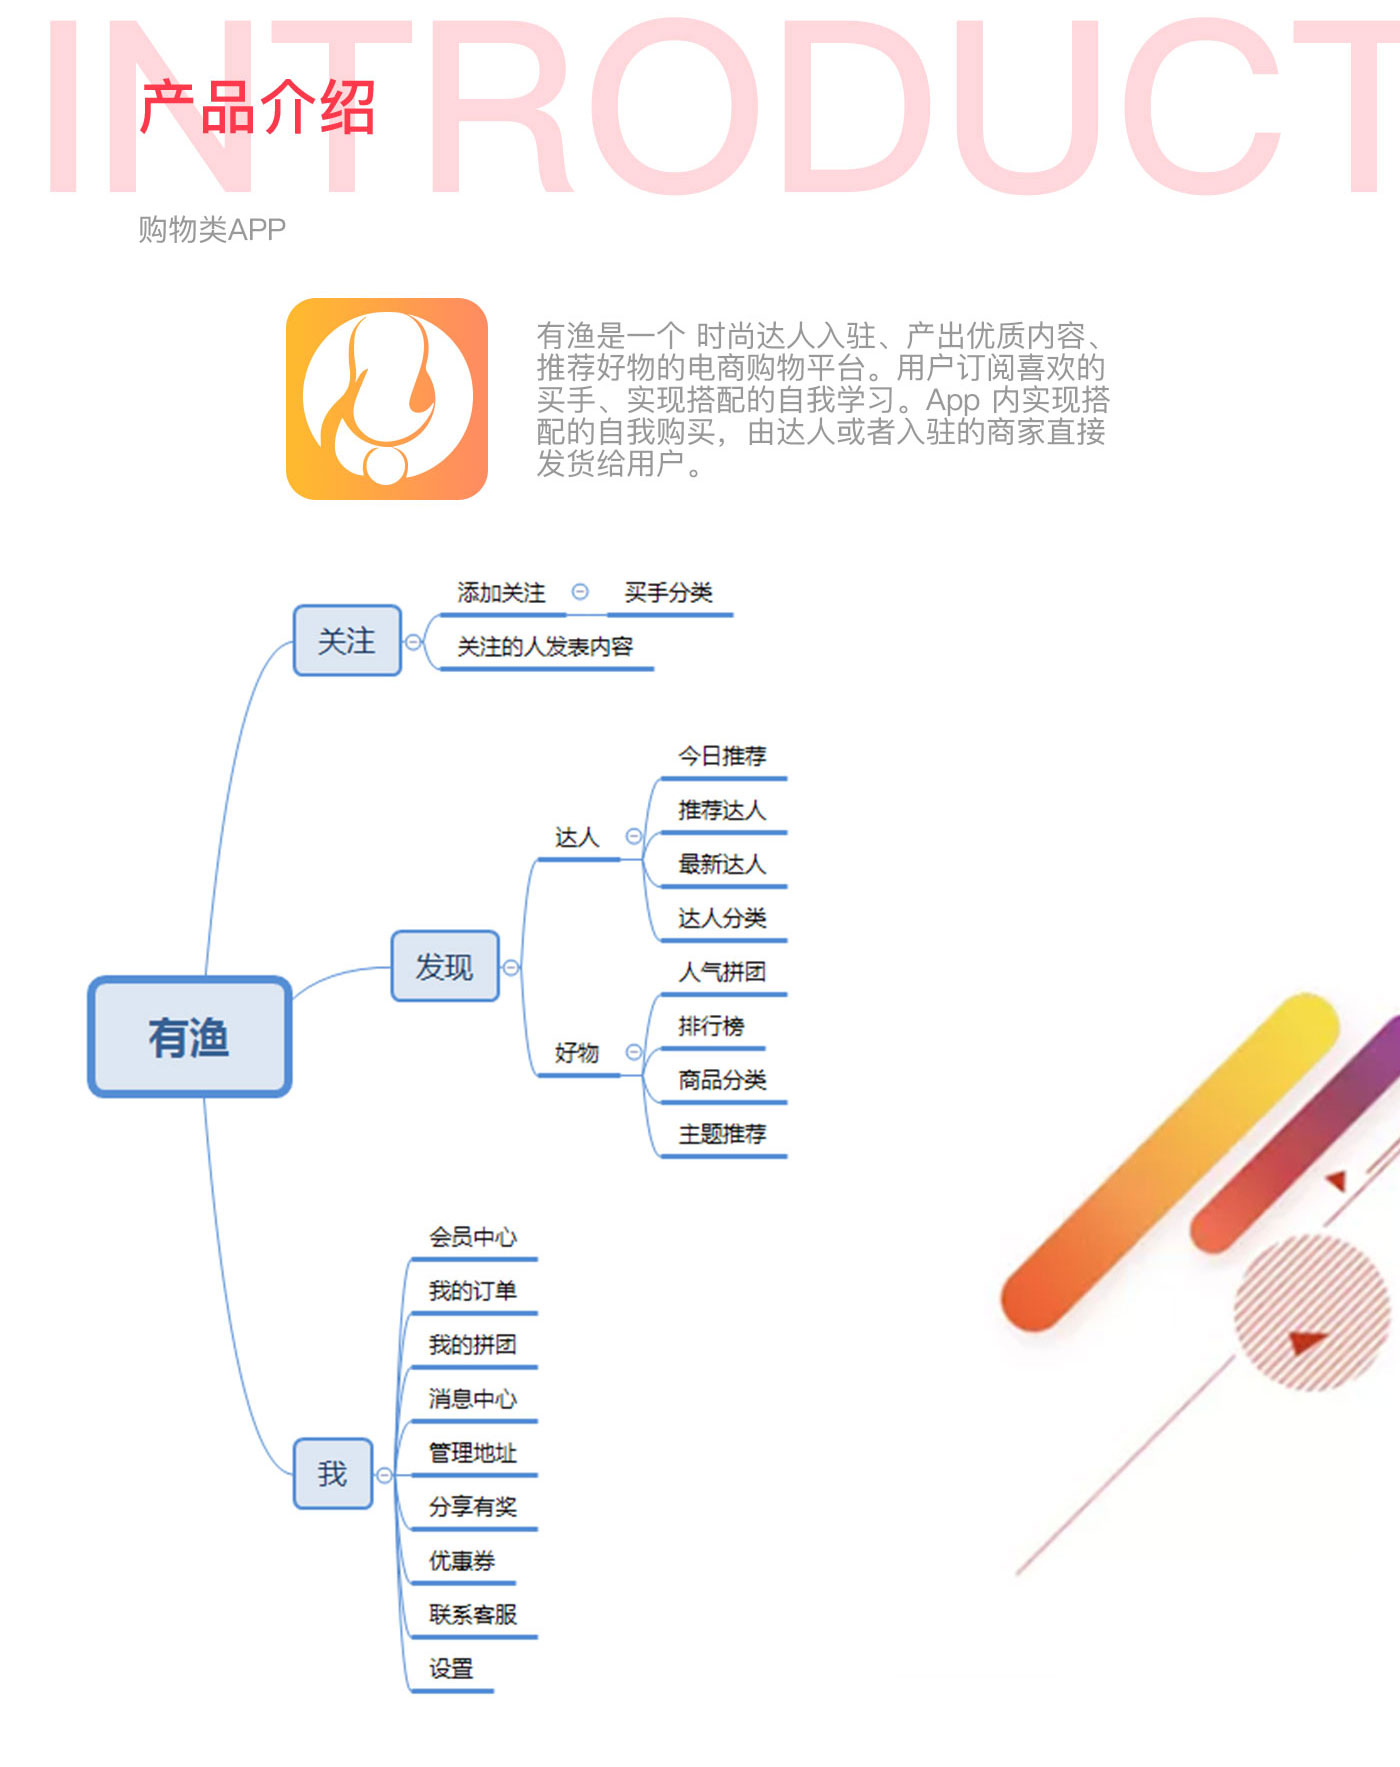 INTRODUCT
产品介绍
购物类APP
有渔是一个 时尚达人入驻、产出优质内容、
推荐好物的电商购物平台。用户订阅喜欢的
买手、实现搭配的自我学习。App 内实现搭
配的自我购买，由达人或者入驻的商家直接
发货给用户。
有渔
关注
添加关注
买手分类
关注的人发表内容
发现
达人
今日推荐
推荐达人
最新达人
达人分类
好物
人气拼团
排行榜
商品分类
主题推荐
我
会员中心
我的订单
我的拼团
消息中心
管理地址
分享有奖
优惠券
联系客服
设置